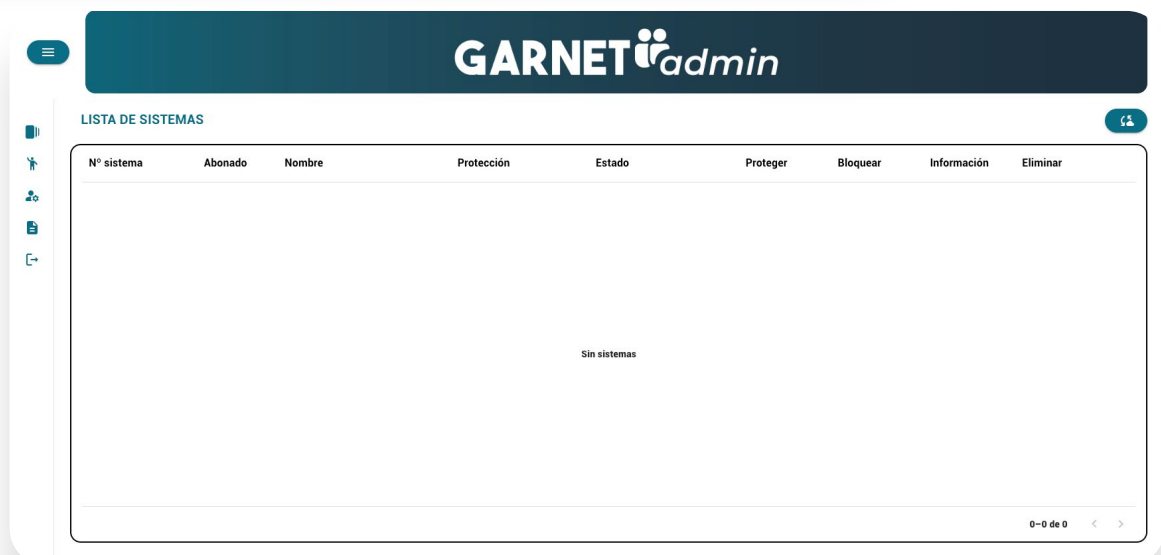 GARNET admin
LISTA DE SISTEMAS
Nº sistema Abonado Nombre Protección Estado Proteger Bloquear Información Eliminar
Sin sistemas
0–0 de 0